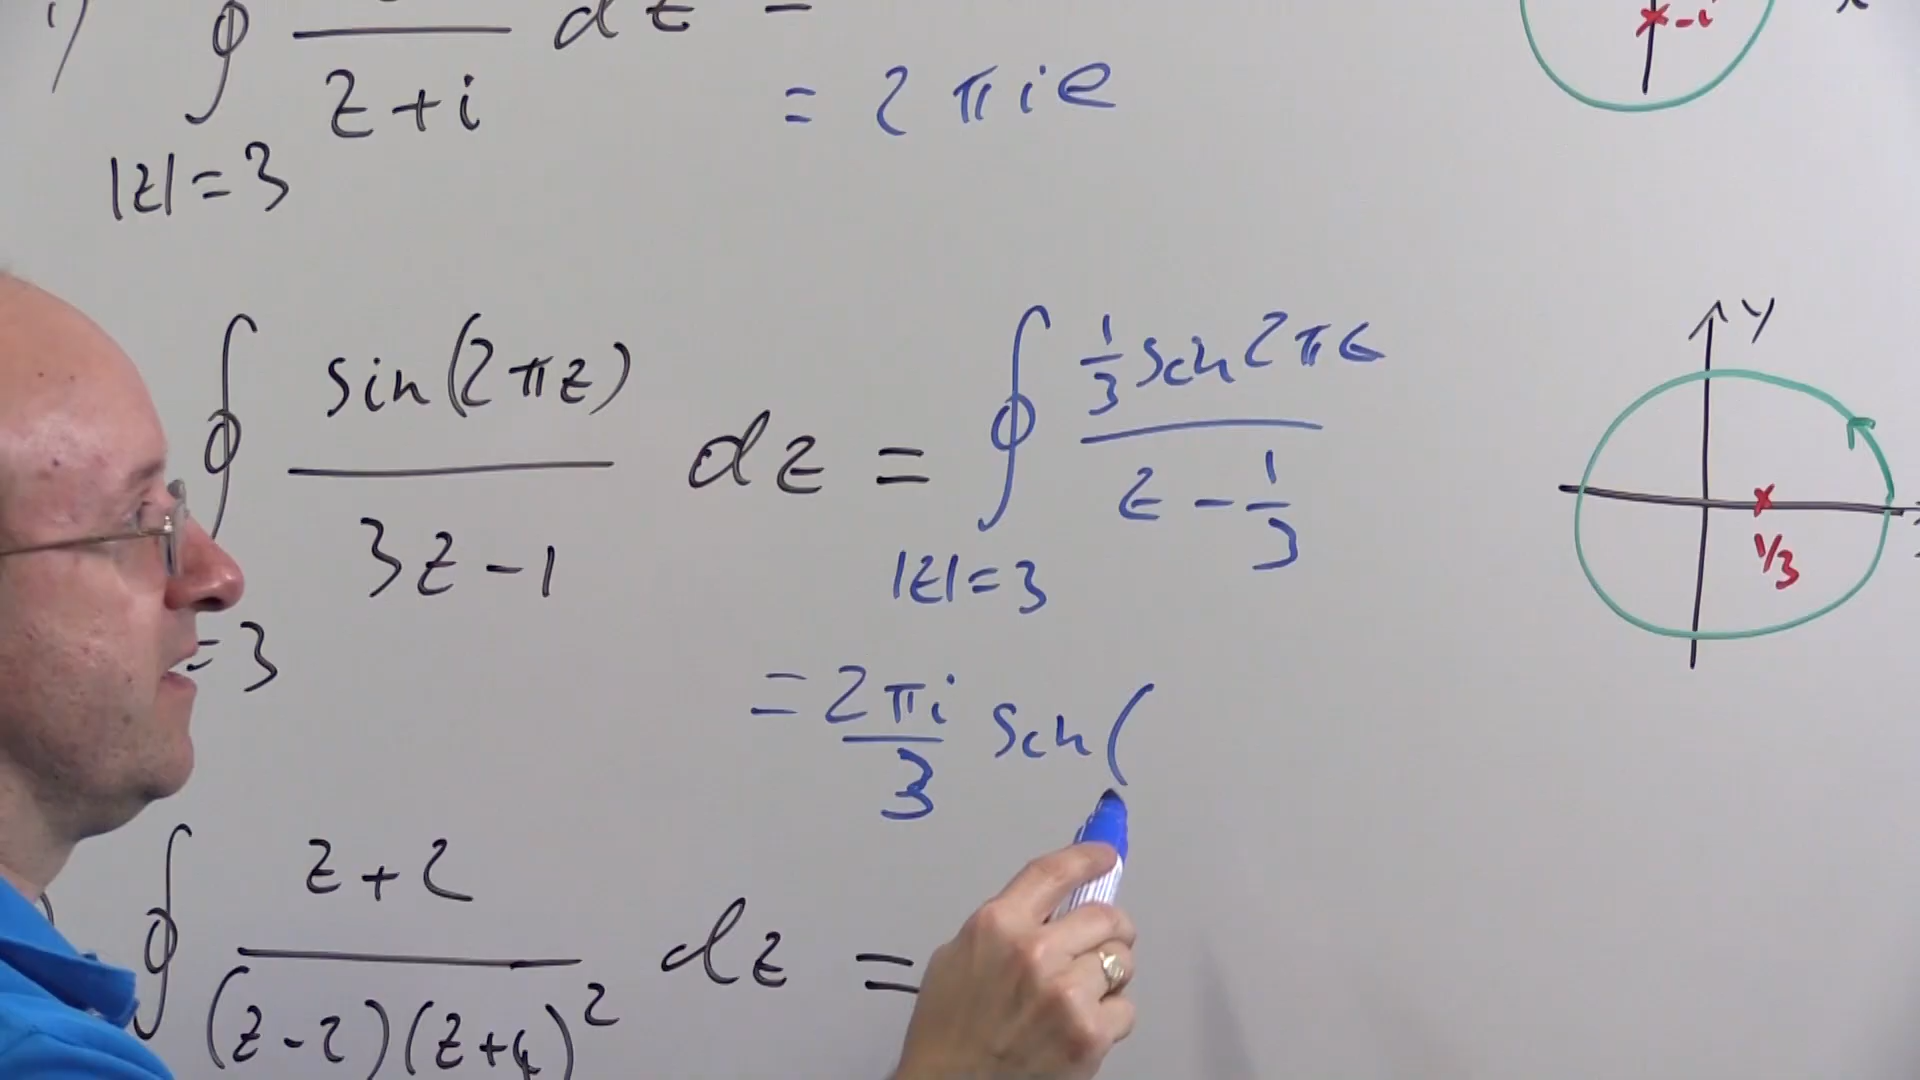 ∮ ─── dz =
z+i
= 2πie
|z|=3
-i
x
∮ sin(2πz) / 3z-1 dz = ∮ 1/3 sin 2πz / z - 1/3
=3
|z|=3
y
1/3
= 2πi/3 sin(
∮ z+2 / (z-2)(z+4)² dz =